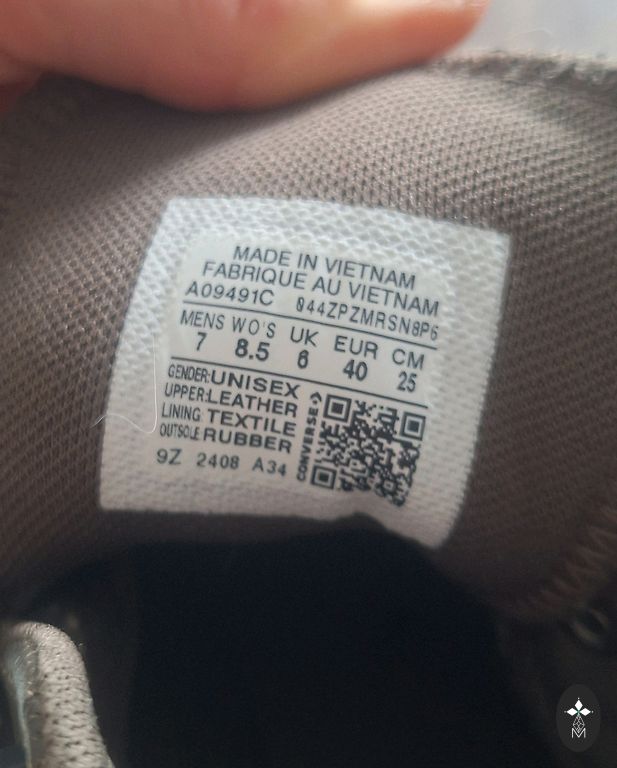 MADE IN VIETNAM
FABRIQUE AU VIETNAM
A09491C 044ZPZMRSN8P6
MENS WO'S UK EUR CM
7 8.5 6 40 25
GENDER: UNISEX
UPPER: LEATHER
LINING: TEXTILE
OUTSOLE RUBBER
9Z 2408 A34
CONVERSE
M